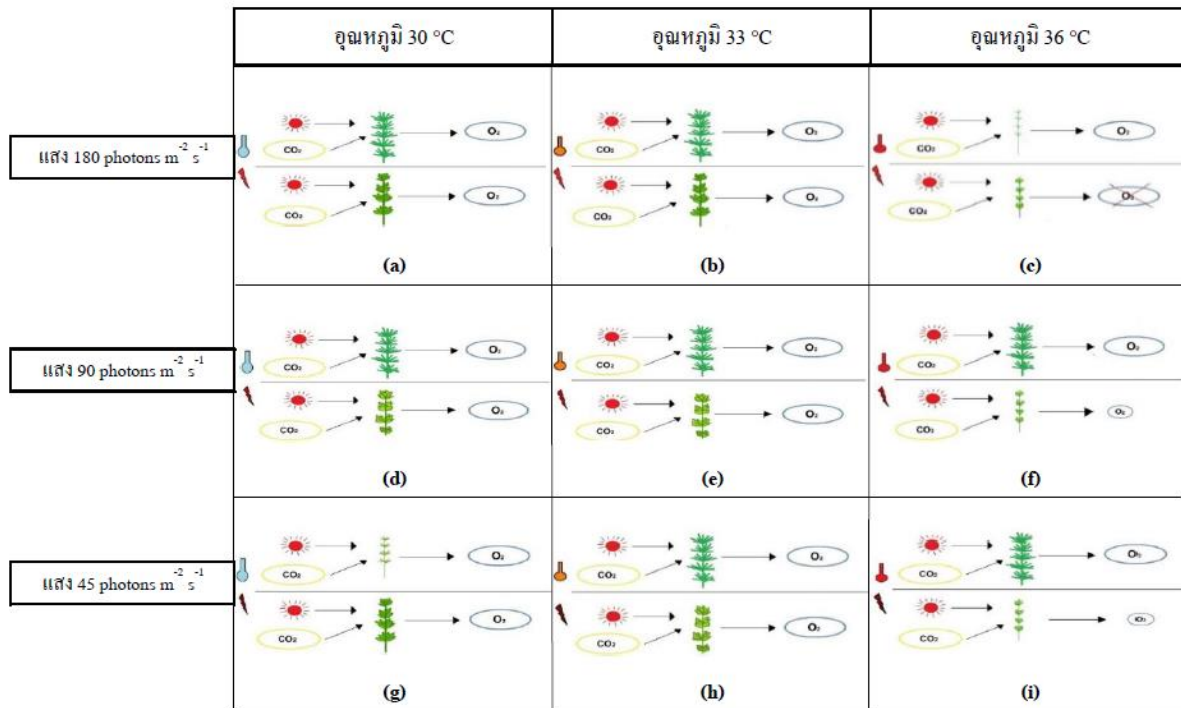 อุณหภูมิ 30 °C
อุณหภูมิ 33 °C
อุณหภูมิ 36 °C
แสง 180 photons m⁻² s⁻¹
CO₂
O₂
CO₂
O₂
(a)
CO₂
O₂
CO₂
O₂
(b)
CO₂
O₂
CO₂
O₂
(c)
แสง 90 photons m⁻² s⁻¹
CO₂
O₂
CO₂
O₂
(d)
CO₂
O₂
CO₂
O₂
(e)
CO₂
O₂
CO₂
O₂
(f)
แสง 45 photons m⁻² s⁻¹
CO₂
O₂
CO₂
O₂
(g)
CO₂
O₂
CO₂
O₂
(h)
CO₂
O₂
CO₂
(i)